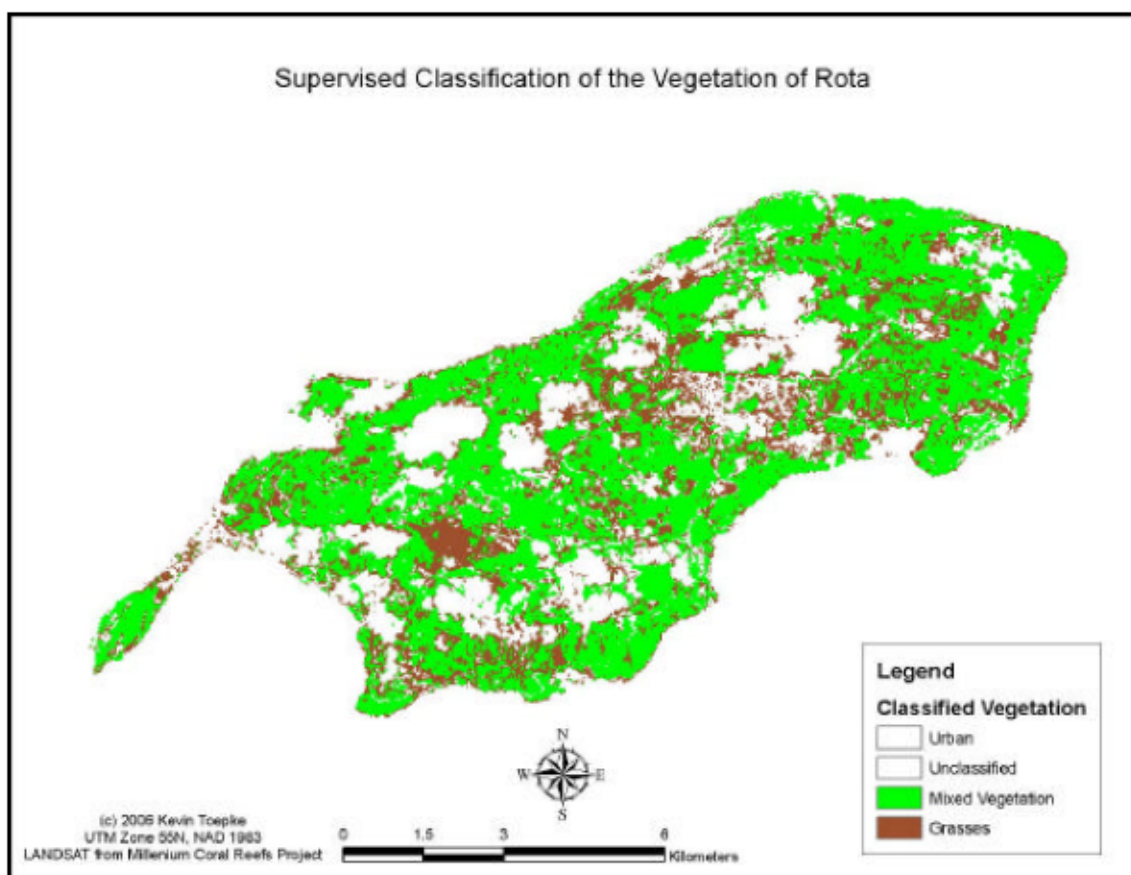 Supervised Classification of the Vegetation of Rota
Legend
Classified Vegetation
Urban
Unclassified
Mixed Vegetation
Grasses
N
W E
S
(c) 2006 Kevin Toepke
UTM Zone 55N, NAD 1983
LANDSAT from Millenium Coral Reefs Project
0 1.5 3 6
Kilometers